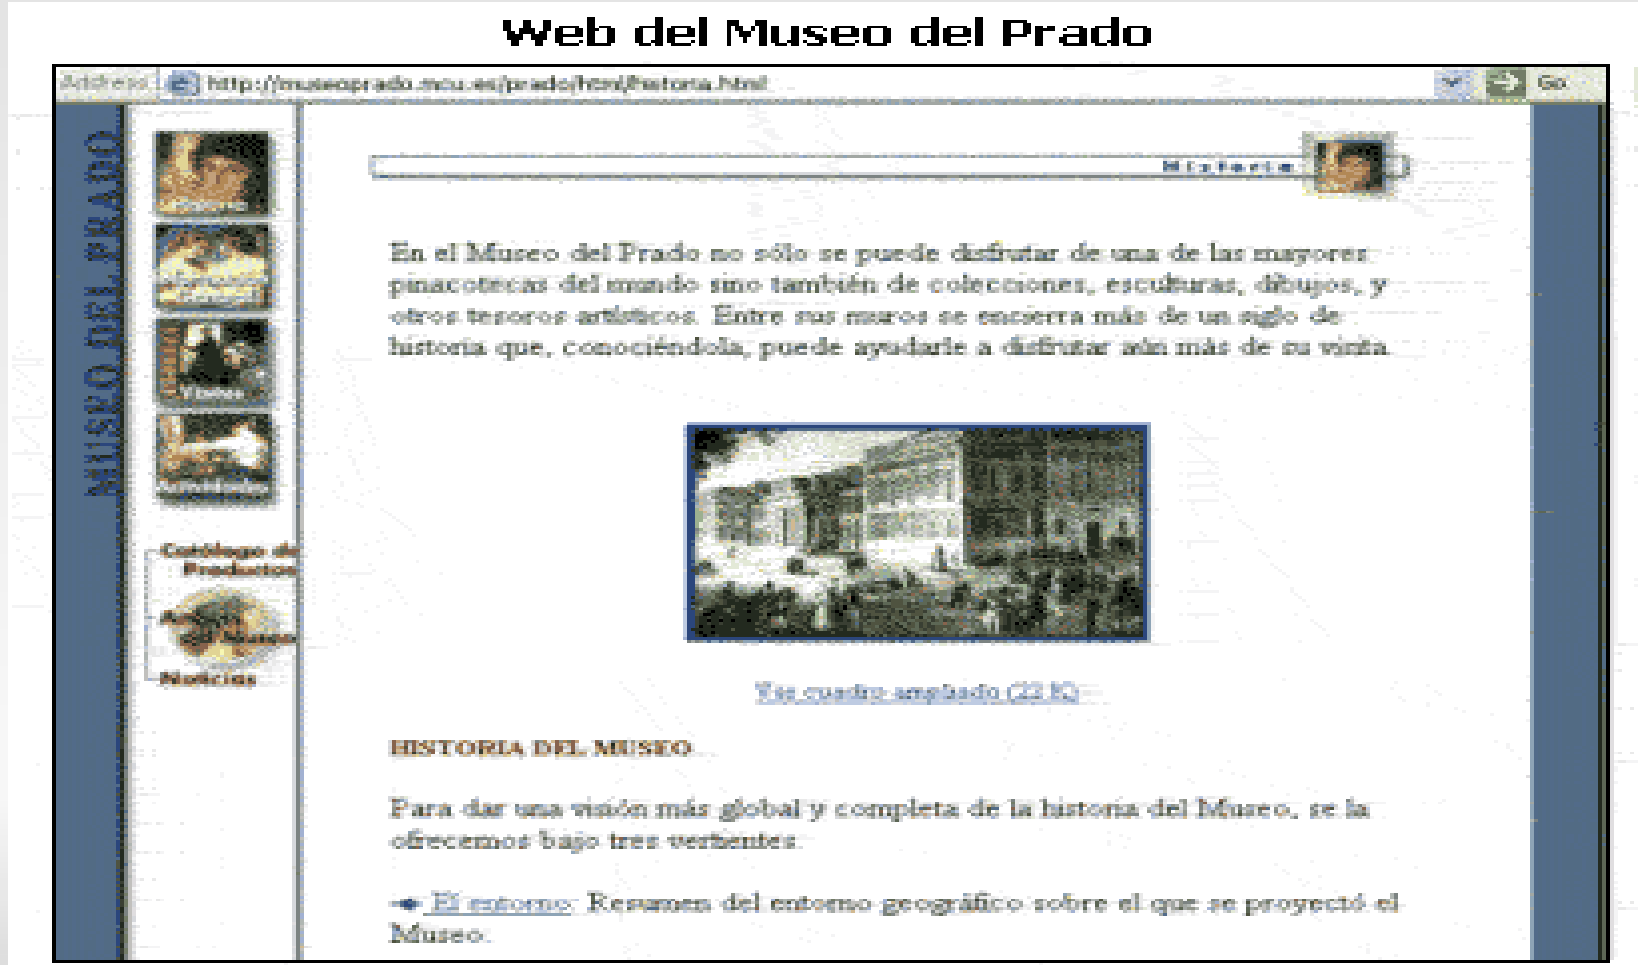 Web del Museo del Prado
Address http://museoprado.mcu.es/prado/html/historia.html Go
MUSEO DEL PRADO
Historia
En el Museo del Prado no sólo se puede disfrutar de una de las mayores
pinacotecas del mundo sino también de colecciones, esculturas, dibujos, y
otros tesoros artísticos. Entre sus muros se encierra más de un siglo de
historia que, conociéndola, puede ayudarle a disfrutar aún más de su visita.
Catálogo de
Productos
Noticias
Vse cuadro ampliado (22 K)
HISTORIA DEL MUSEO
Para dar una visión más global y completa de la historia del Museo, se la
ofrecemos bajo tres vertientes:
El entorno: Resumen del entorno geográfico sobre el que se proyectó el
Museo.